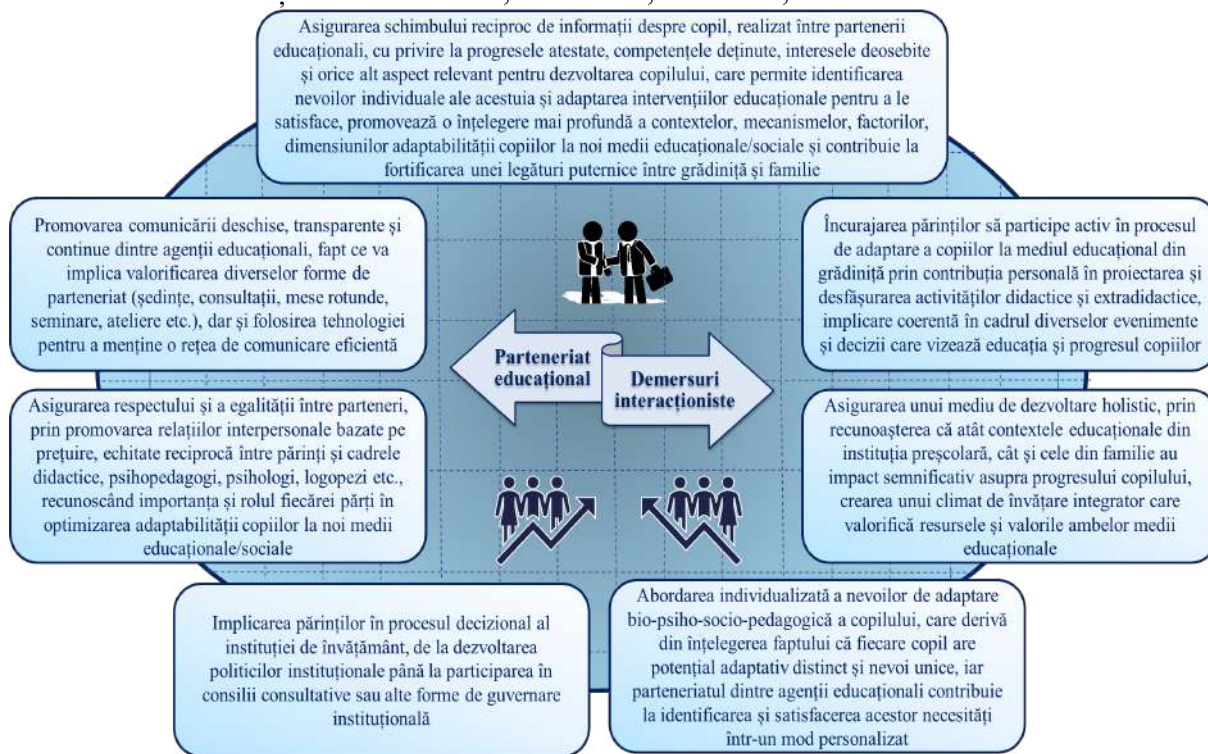 Asigurarea schimbului reciproc de informații despre copil, realizat între partenerii
educaționali, cu privire la progresele atestate, competențele deținute, interesele deosebite
și orice alt aspect relevant pentru dezvoltarea copilului, care permite identificarea
nevoilor individuale ale acestuia și adaptarea intervențiilor educaționale pentru a le
satisface, promovează o înțelegere mai profundă a contextelor, mecanismelor, factorilor,
dimensiunilor adaptabilității copiilor la noi medii educaționale/sociale și contribuie la
fortificarea unei legături puternice între grădiniță și familie
Promovarea comunicării deschise, transparente și
continue dintre agenții educaționali, fapt ce va
implica valorificarea diverselor forme de
parteneriat (ședințe, consultații, mese rotunde,
seminare, ateliere etc.), dar și folosirea tehnologiei
pentru a menține o rețea de comunicare eficientă
Încurajarea părinților să participe activ în procesul
de adaptare a copiilor la mediul educațional din
grădiniță prin contribuția personală în proiectarea și
desfășurarea activităților didactice și extradidactice,
implicare coerentă în cadrul diverselor evenimente
și decizii care vizează educația și progresul copiilor
Parteneriat
educațional
Demersuri
interacționiste
Asigurarea respectului și a egalității între parteneri,
prin promovarea relațiilor interpersonale bazate pe
prețuire, echitate reciprocă între părinți și cadrele
didactice, psihopedagogi, psihologi, logopezi etc.,
recunoscând importanța și rolul fiecărei părți în
optimizarea adaptabilității copiilor la noi medii
educaționale/sociale
Asigurarea unui mediu de dezvoltare holistic, prin
recunoașterea că atât contextele educaționale din
instituția preșcolară, cât și cele din familie au
impact semnificativ asupra progresului copilului,
crearea unui climat de învățare integrator care
valorifică resursele și valorile ambelor medii
educaționale
Implicarea părinților în procesul decizional al
instituției de învățământ, de la dezvoltarea
politicilor instituționale până la participarea în
consilii consultative sau alte forme de guvernare
instituțională
Abordarea individualizată a nevoilor de adaptare
bio-psiho-socio-pedagogică a copilului, care derivă
din înțelegerea faptului că fiecare copil are
potențial adaptativ distinct și nevoi unice, iar
parteneriatul dintre agenții educaționali contribuie
la identificarea și satisfacerea acestor necesități
într-un mod personalizat